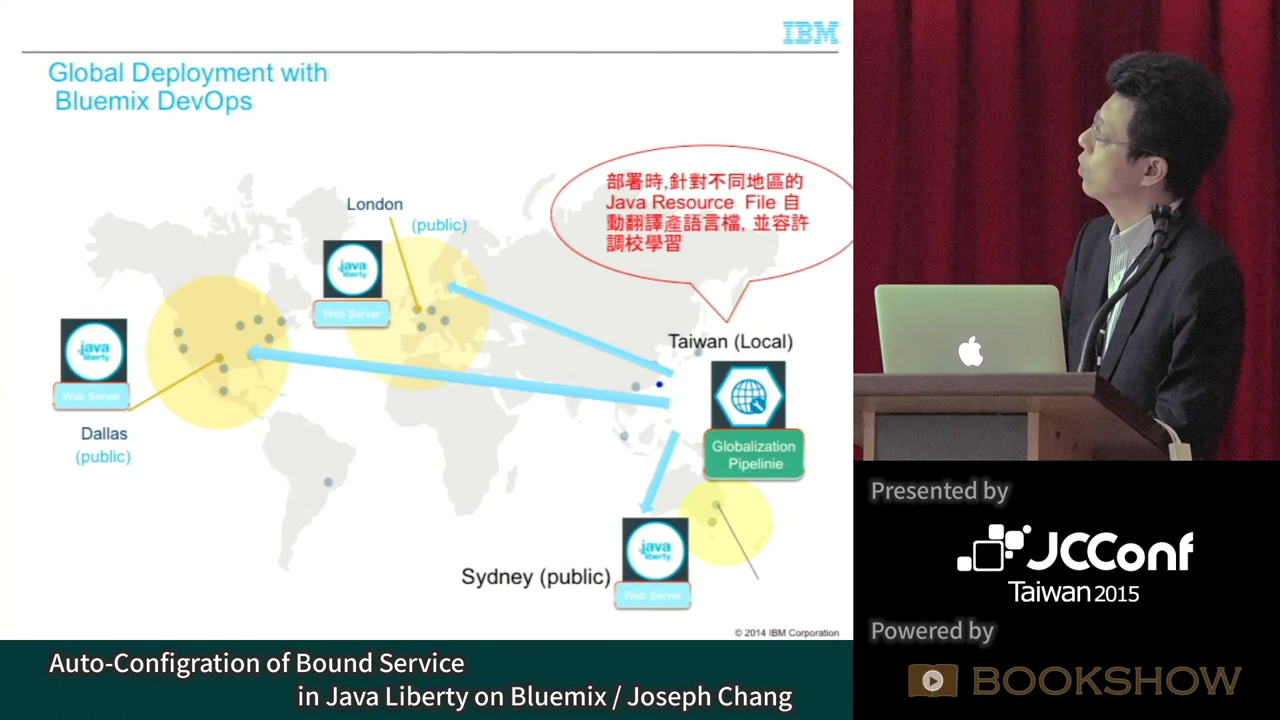 IBM
Global Deployment with
Bluemix DevOps
部署時,針對不同地區的
Java Resource File 自
動翻譯產語言檔, 並容許
調校學習
London
(public)
java
liberty
Web Server
java
liberty
Web Server
Dallas
(public)
Taiwan (Local)
Globalization
Pipelinie
Sydney (public)
java
liberty
Web Server
© 2014 IBM Corporation
Presented by
JCConf
Taiwan 2015
Powered by
BOOKSHOW
Auto-Configration of Bound Service
in Java Liberty on Bluemix / Joseph Chang